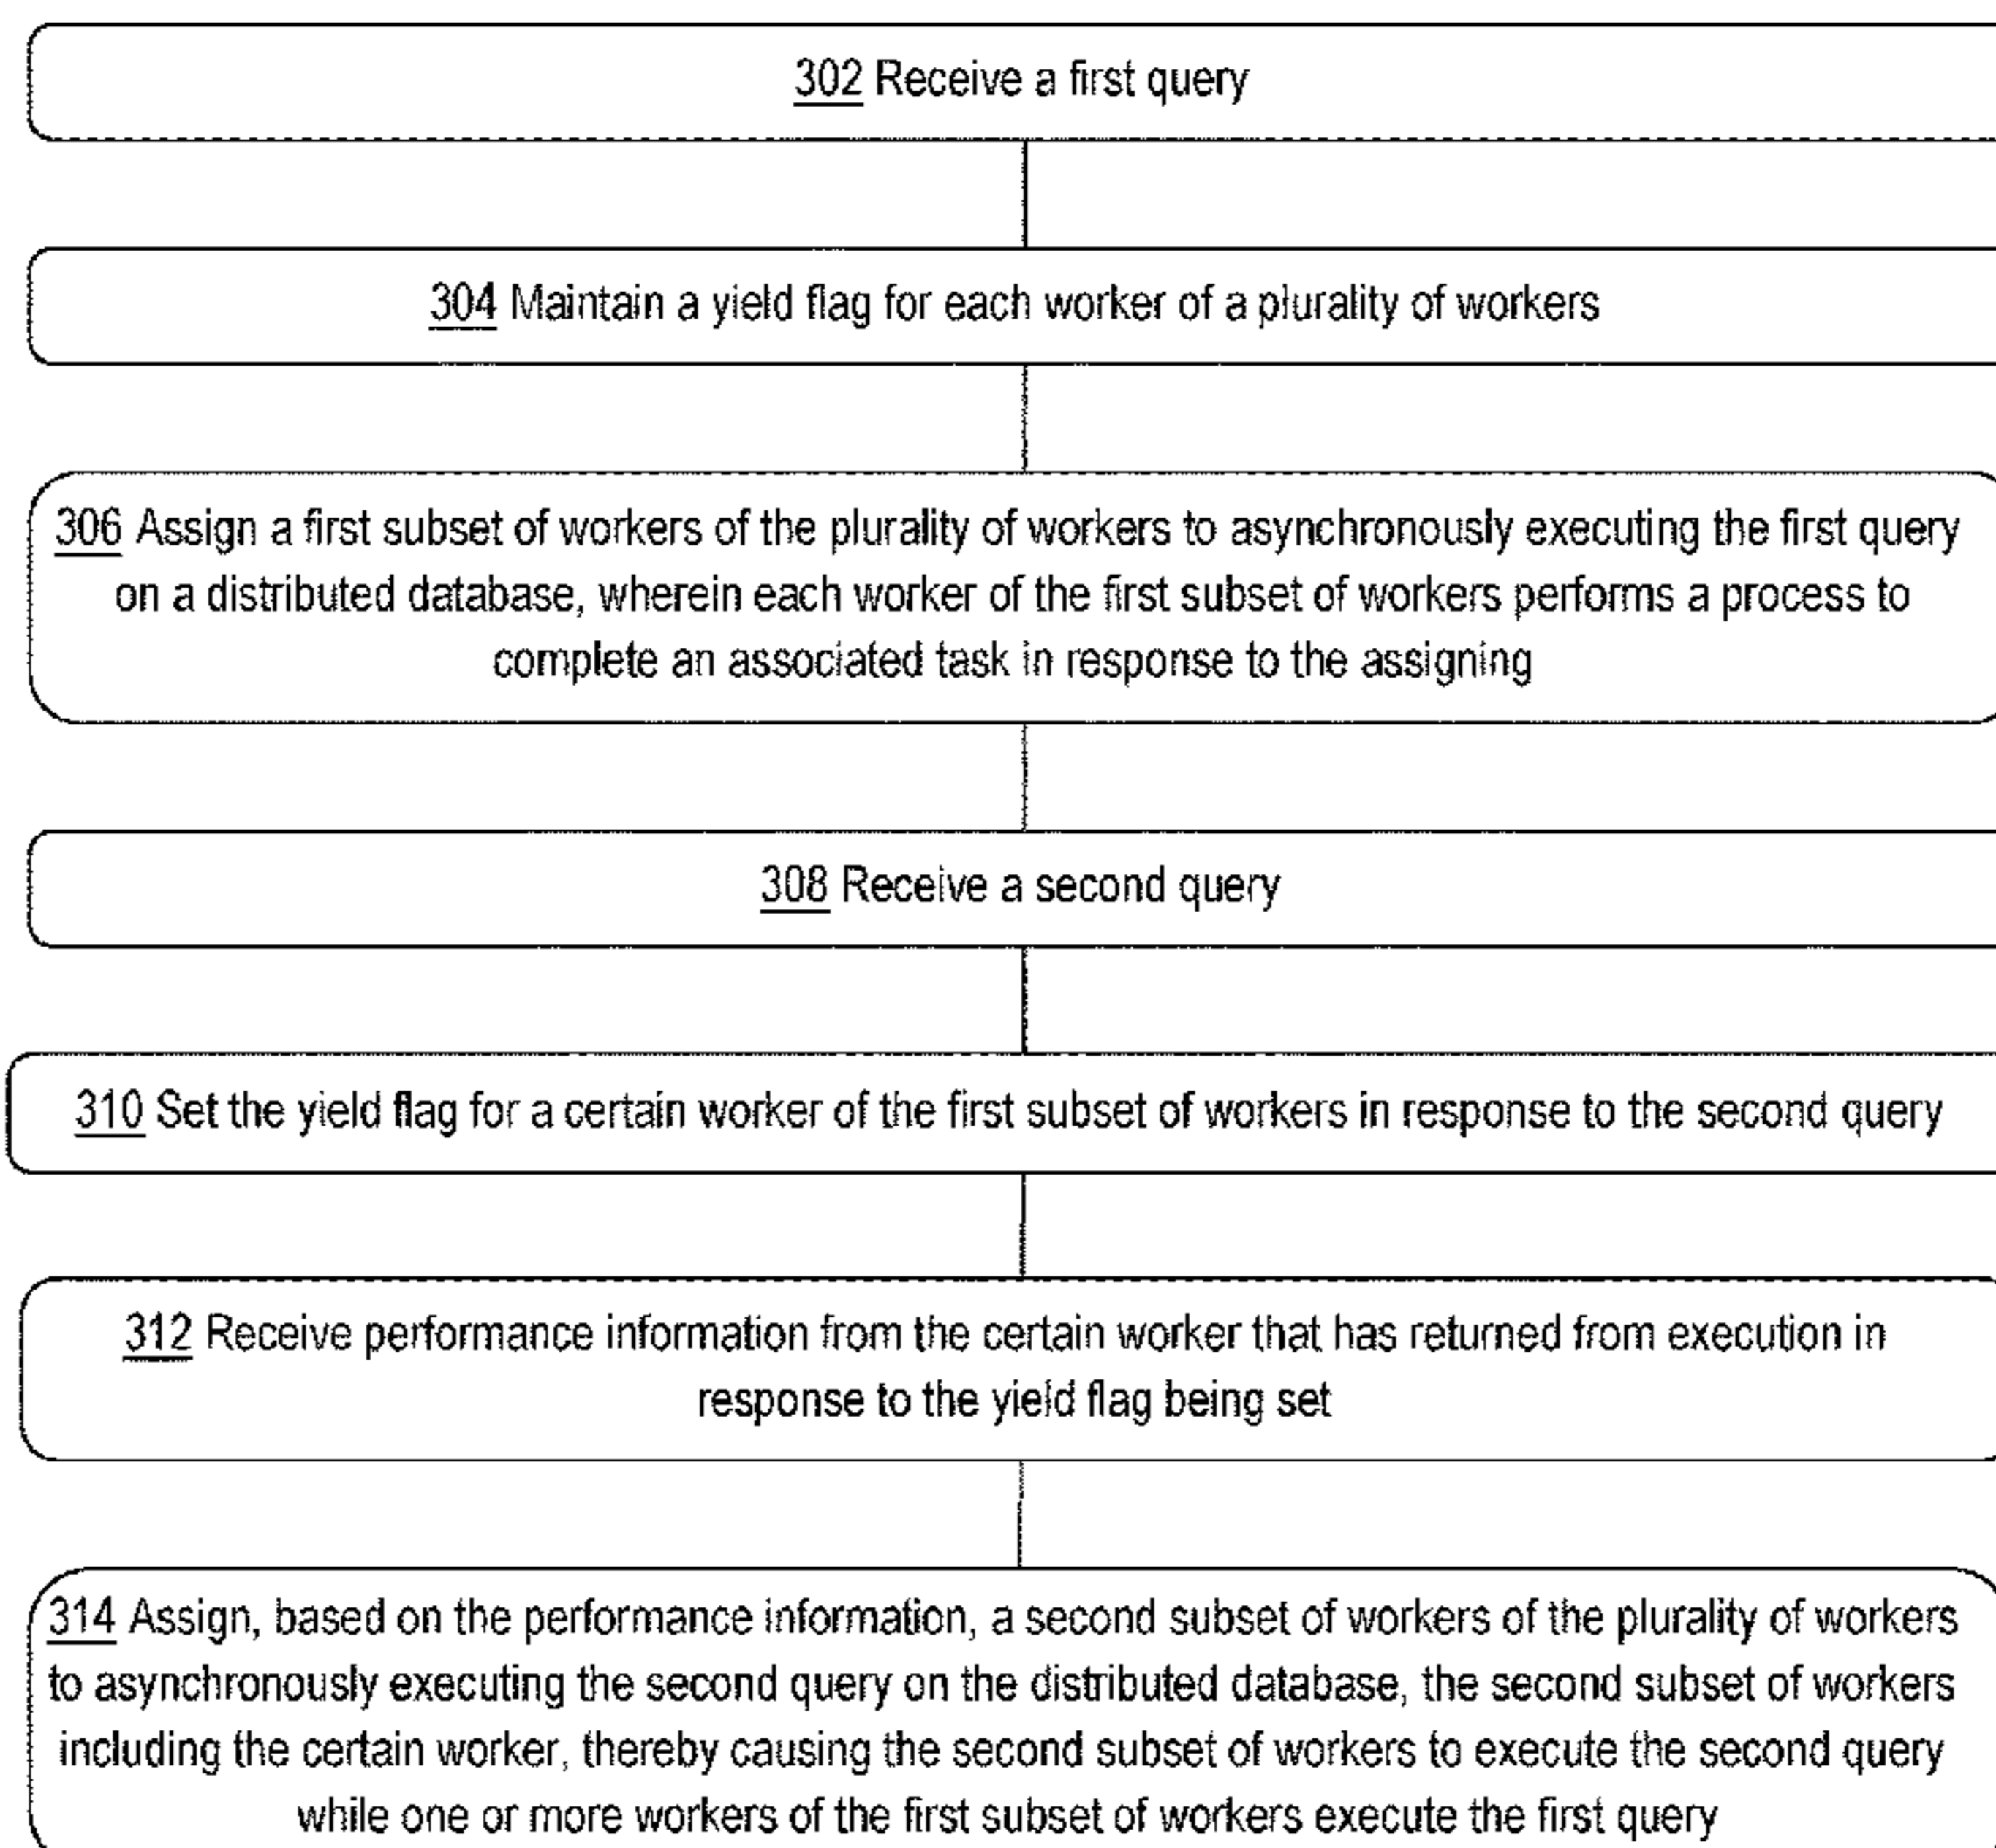 302 Receive a first query
304 Maintain a yield flag for each worker of a plurality of workers
306 Assign a first subset of workers of the plurality of workers to asynchronously executing the first query
on a distributed database, wherein each worker of the first subset of workers performs a process to
complete an associated task in response to the assigning
308 Receive a second query
310 Set the yield flag for a certain worker of the first subset of workers in response to the second query
312 Receive performance information from the certain worker that has returned from execution in
response to the yield flag being set
314 Assign, based on the performance information, a second subset of workers of the plurality of workers
to asynchronously executing the second query on the distributed database, the second subset of workers
including the certain worker, thereby causing the second subset of workers to execute the second query
while one or more workers of the first subset of workers execute the first query